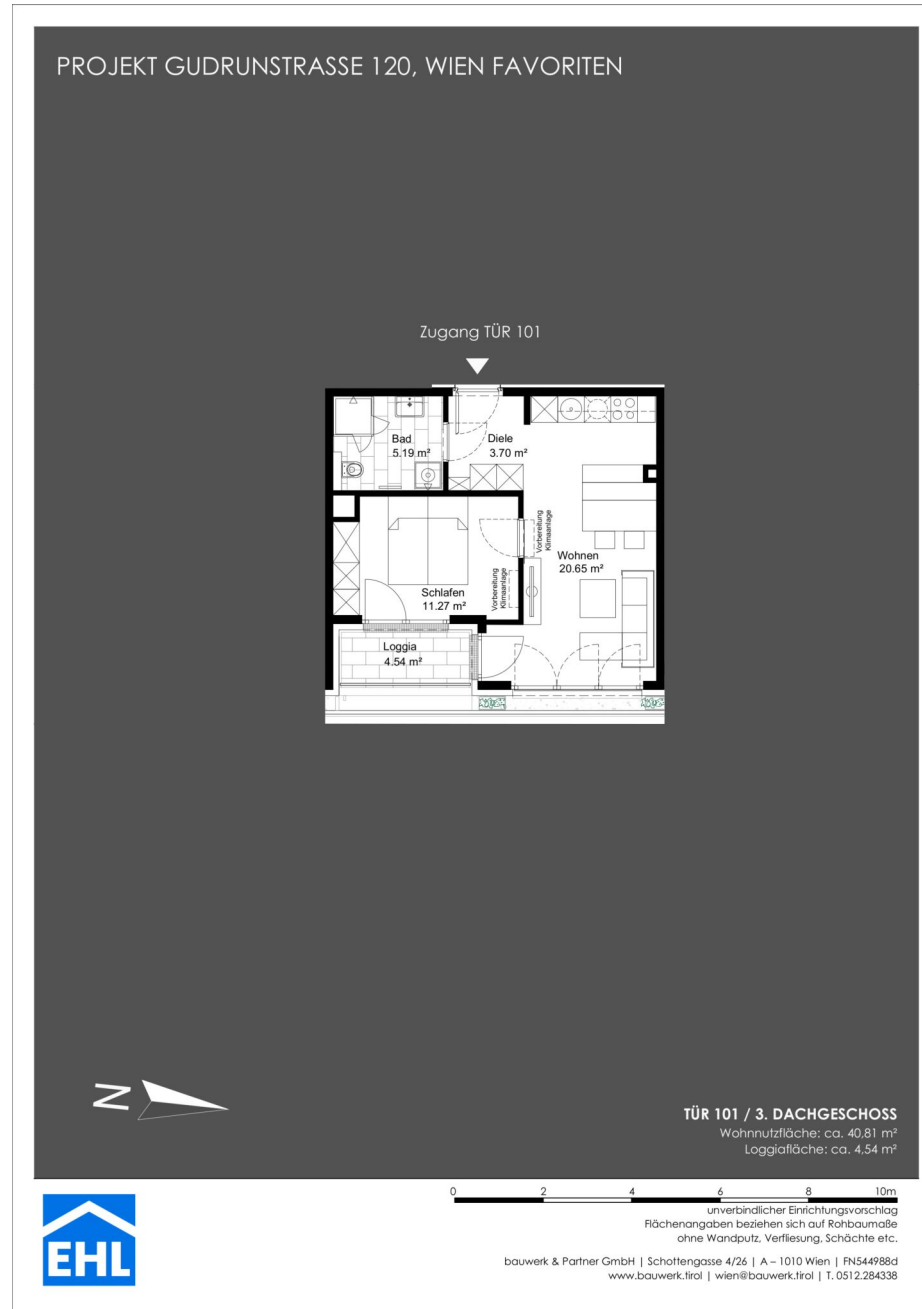 PROJEKT GUDRUNSTRASSE 120, WIEN FAVORITEN
Zugang TÜR 101
Bad
5.19 m²
Diele
3.70 m²
Vorbereitung
Klimaanlage
Wohnen
20.65 m²
Schlafen
11.27 m²
Vorbereitung
Klimaanlage
Loggia
4.54 m²
N
TÜR 101 / 3. DACHGESCHOSS
Wohnnutzfläche: ca. 40,81 m²
Loggiafläche: ca. 4,54 m²
0 2 4 6 8 10m
unverbindlicher Einrichtungsvorschlag
Flächenangaben beziehen sich auf Rohbaumaße
ohne Wandputz, Verfliesung, Schächte etc.
EHL
bauwerk & Partner GmbH | Schottengasse 4/26 | A – 1010 Wien | FN544988d
www.bauwerk.tirol | wien@bauwerk.tirol | T. 0512.284338